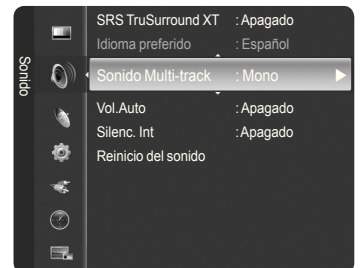 Sonido
SRS TruSurround XT : Apagado
Idioma preferido : Español
Sonido Multi-track : Mono
Vol.Auto : Apagado
Silenc. Int : Apagado
Reinicio del sonido